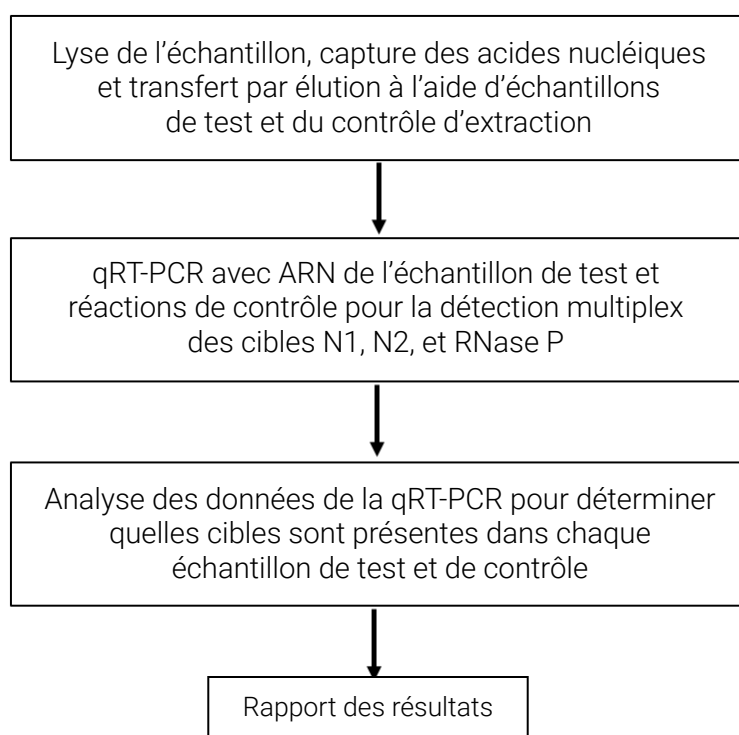 Lyse de l’échantillon, capture des acides nucléiques
et transfert par élution à l’aide d’échantillons
de test et du contrôle d’extraction
qRT-PCR avec ARN de l’échantillon de test et
réactions de contrôle pour la détection multiplex
des cibles N1, N2, et RNase P
Analyse des données de la qRT-PCR pour déterminer
quelles cibles sont présentes dans chaque
échantillon de test et de contrôle
Rapport des résultats